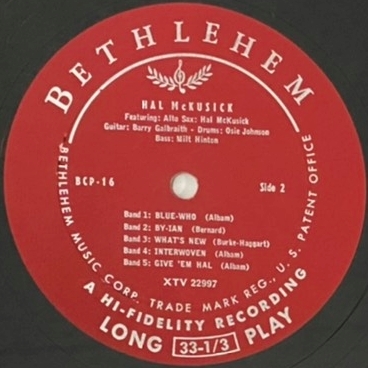 BETHLEHEM
HAL McKUSICK
Featuring: Alto Sax: Hal McKusick
Guitar: Barry Galbraith - Drums: Osie Johnson
Bass: Milt Hinton
BCP-16
Side 2
Band 1: BLUE-WHO (Albam)
Band 2: BY-IAN (Bernard)
Band 3: WHAT'S NEW (Burke-Haggart)
Band 4: INTERWOVEN (Albam)
Band 5: GIVE 'EM HAL (Albam)
XTV 22997
BETHLEHEM MUSIC CORP. TRADE MARK REG., U. S. PATENT OFFICE
A HI-FIDELITY RECORDING
LONG 33-1/3 PLAY